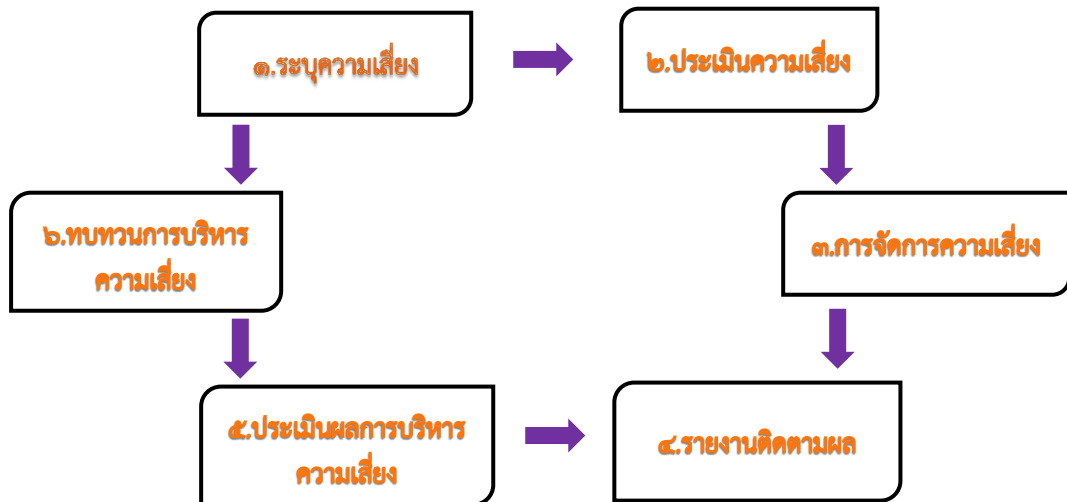 ๑.ระบุความเสี่ยง
๒.ประเมินความเสี่ยง
๓.การจัดการความเสี่ยง
๔.รายงานติดตามผล
๕.ประเมินผลการบริหาร
ความเสี่ยง
๖.ทบทวนการบริหาร
ความเสี่ยง